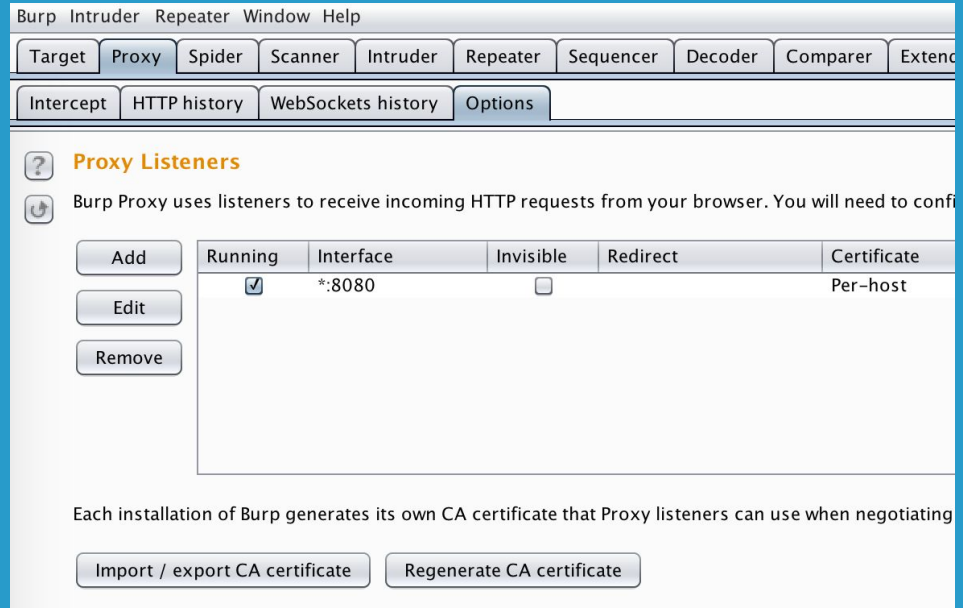 Burp Intruder Repeater Window Help
Target Proxy Spider Scanner Intruder Repeater Sequencer Decoder Comparer
Intercept HTTP history WebSockets history Options
? Proxy Listeners
Burp Proxy uses listeners to receive incoming HTTP requests from your browser. You will need to
Add Running Interface Invisible Redirect Certificate
*:8080 Per-host
Edit
Remove
Each installation of Burp generates its own CA certificate that Proxy listeners can use when negotiating
Import / export CA certificate Regenerate CA certificate